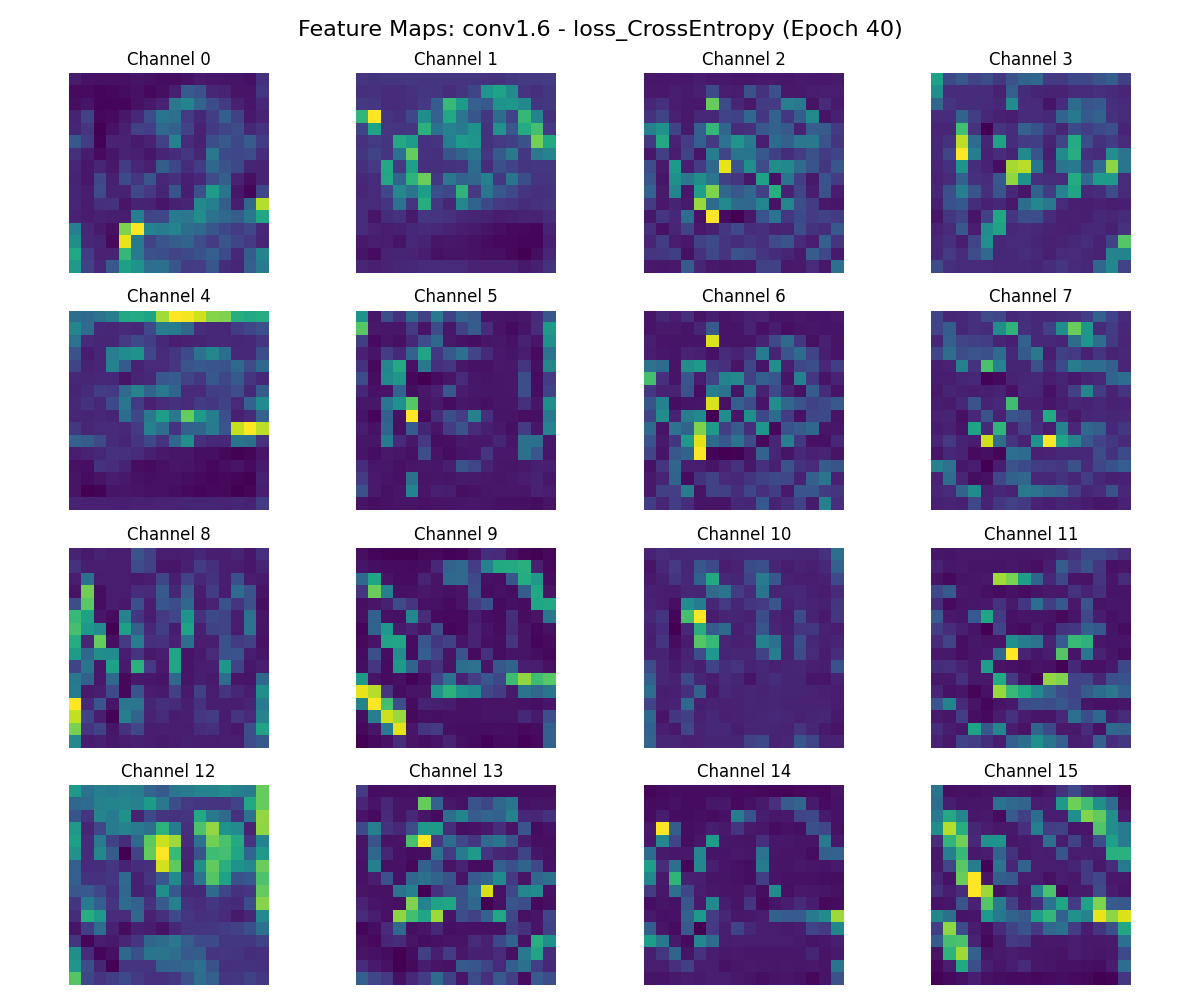 Feature Maps: conv1.6 - loss_CrossEntropy (Epoch 40)
Channel 0
Channel 1
Channel 2
Channel 3
Channel 4
Channel 5
Channel 6
Channel 7
Channel 8
Channel 9
Channel 10
Channel 11
Channel 12
Channel 13
Channel 14
Channel 15